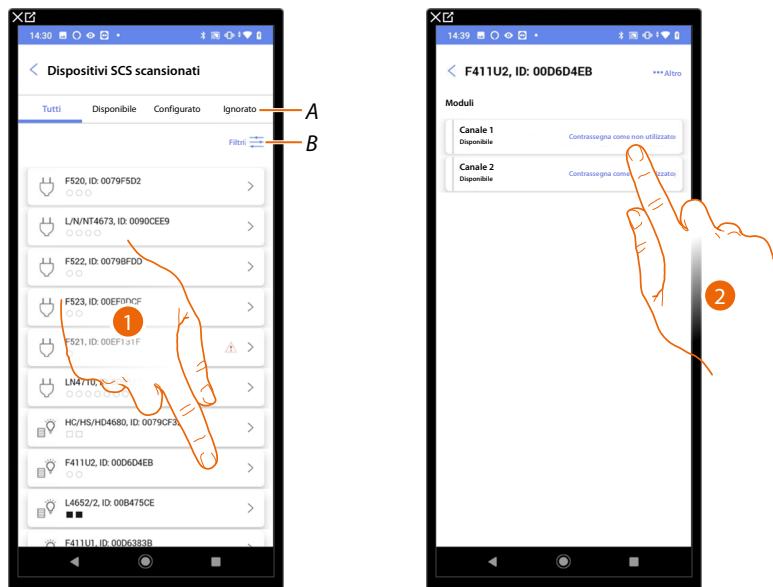 14:30
Dispositivi SCS scansionati
Tutti Disponibile Configurato Ignorato A
Filtri B
F520, ID: 0079F5D2
L/N/NT4673, ID: 0090CEE9
F522, ID: 0079BFDD
F523, ID: 00EF0DCF
1
F521, ID: 00EF131F
LN4710,
HC/HS/HD4680, ID: 0079CF3
F411U2, ID: 00D6D4EB
L4652/2, ID: 00B475CE
F411U1, ID: 00D6383B
14:39
F411U2, ID: 00D6D4EB •••Altro
Moduli
Canale 1
Disponibile Contrassegna come non utilizzato
Canale 2
Disponibile Contrassegna come
2